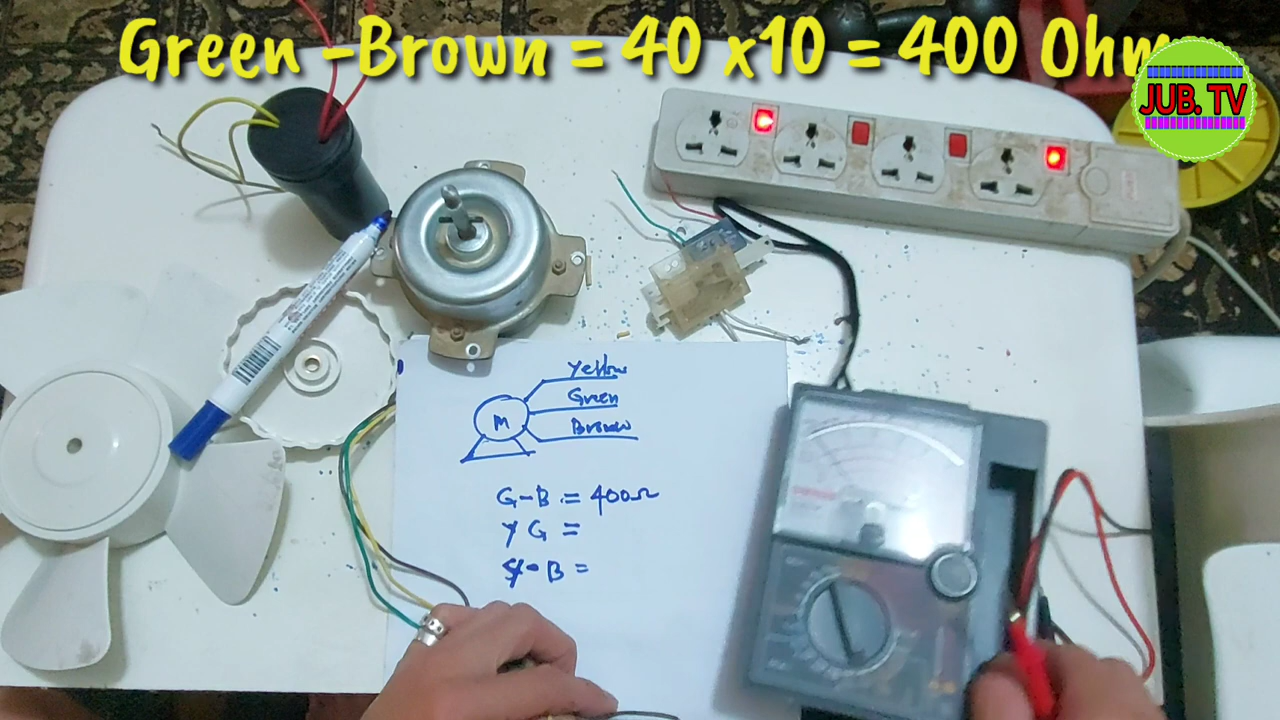 Green -Brown = 40 x10 = 400 Ohm
JUB. TV
Yellow
Green
Brown
M
G-B = 400Ω
Y G =
Y-B =